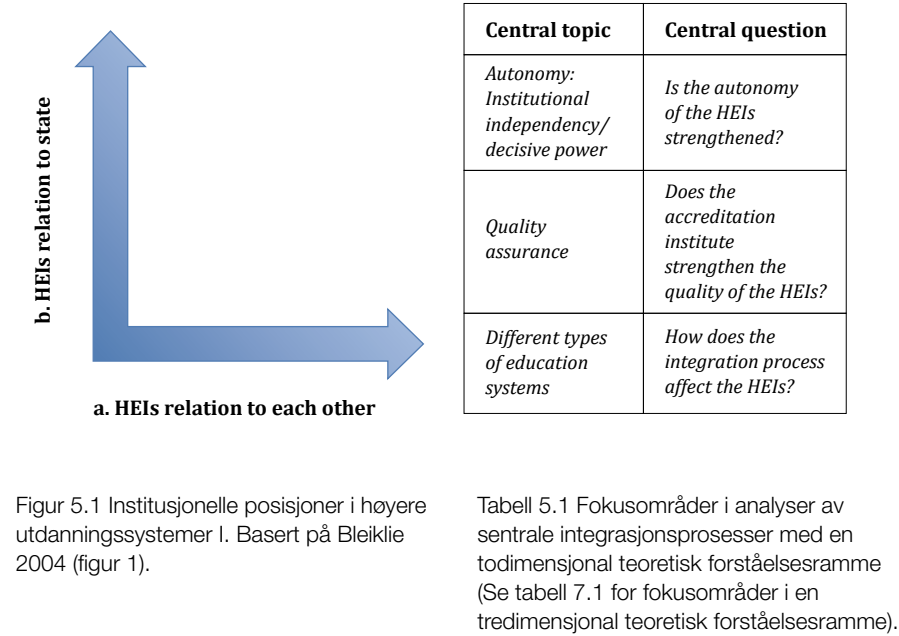 b. HEIs relation to state
a. HEIs relation to each other
Central topic
Central question
Autonomy:
Institutional
independency/
decisive power
Is the autonomy
of the HEIs
strengthened?
Quality
assurance
Does the
accreditation
institute
strengthen the
quality of the HEIs?
Different types
of education
systems
How does the
integration process
affect the HEIs?
Figur 5.1 Institusjonelle posisjoner i høyere
utdanningssystemer I. Basert på Bleiklie
2004 (figur 1).
Tabell 5.1 Fokusområder i analyser av
sentrale integrasjonsprosesser med en
todimensjonal teoretisk forståelsesramme
(Se tabell 7.1 for fokusområder i en
tredimensjonal teoretisk forståelsesramme).